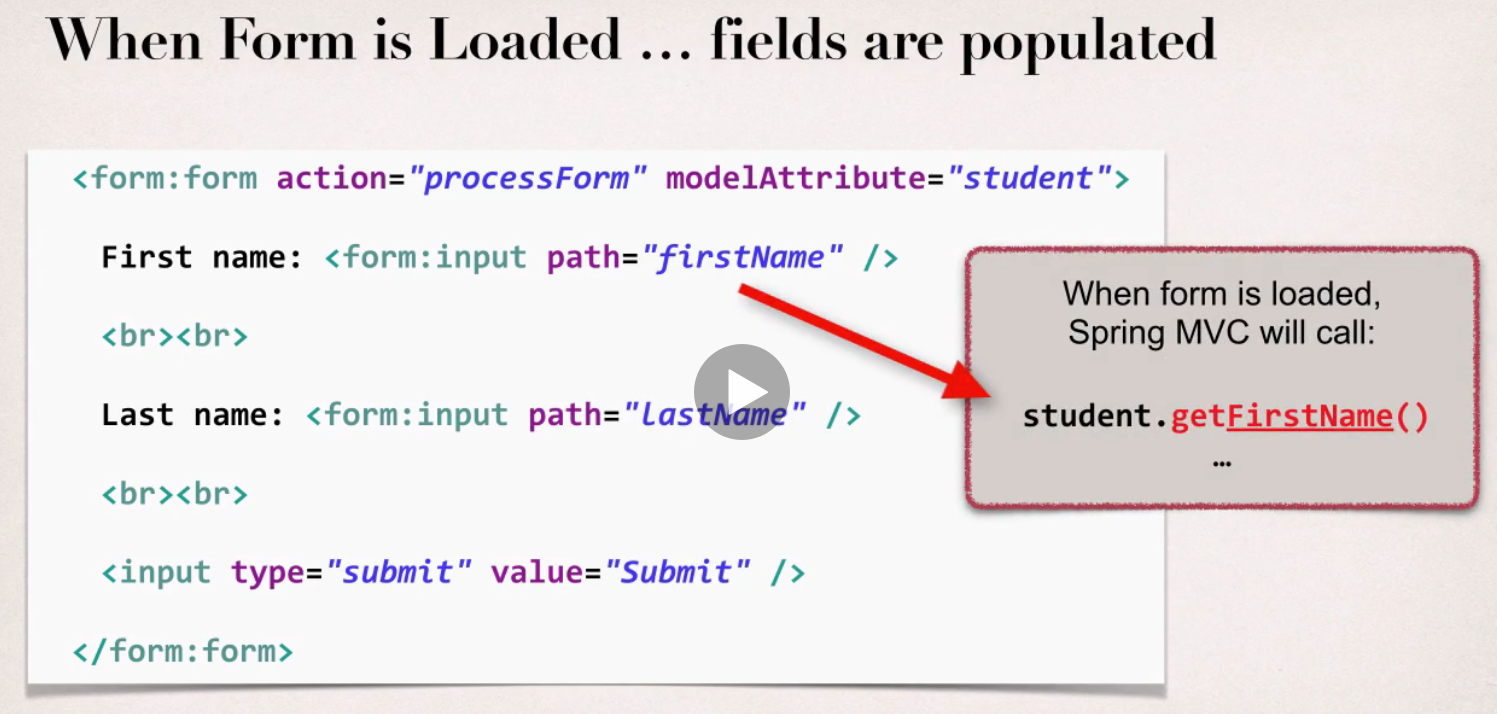 When Form is Loaded … fields are populated
<form:form action="processForm" modelAttribute="student">
First name: <form:input path="firstName" />
<br><br>
Last name: <form:input path="lastName" />
<br><br>
<input type="submit" value="Submit" />
</form:form>
When form is loaded,
Spring MVC will call:
student.getFirstName()
…